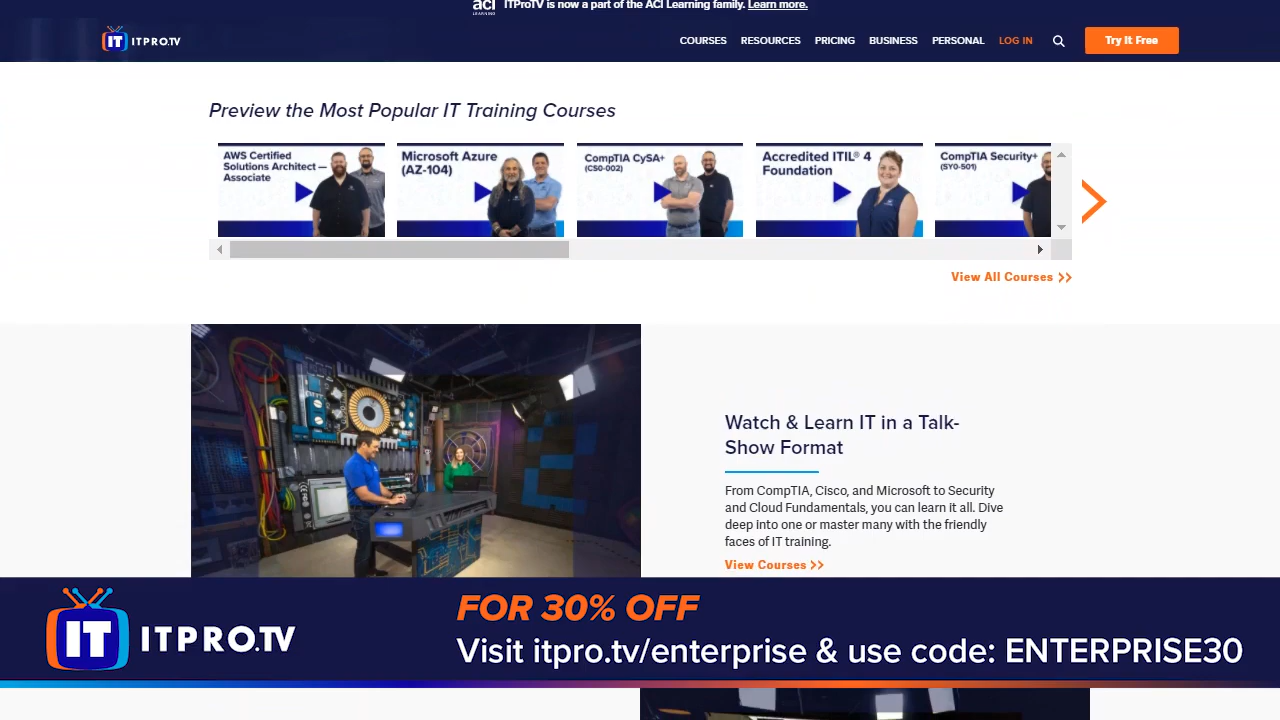 aci
LEARNING
ITProTV is now a part of the ACI Learning family. Learn more.
IT ITPRO.TV
COURSES RESOURCES PRICING BUSINESS PERSONAL LOG IN Try It Free
Preview the Most Popular IT Training Courses
AWS Certified
Solutions Architect —
Associate
Microsoft Azure
(AZ-104)
CompTIA CySA+
(CS0-002)
Accredited ITIL® 4
Foundation
CompTIA Security+
(SY0-501)
View All Courses >>
Watch & Learn IT in a Talk-
Show Format
From CompTIA, Cisco, and Microsoft to Security
and Cloud Fundamentals, you can learn it all. Dive
deep into one or master many with the friendly
faces of IT training.
View Courses >>
IT ITPRO.TV
FOR 30% OFF
Visit itpro.tv/enterprise & use code: ENTERPRISE30